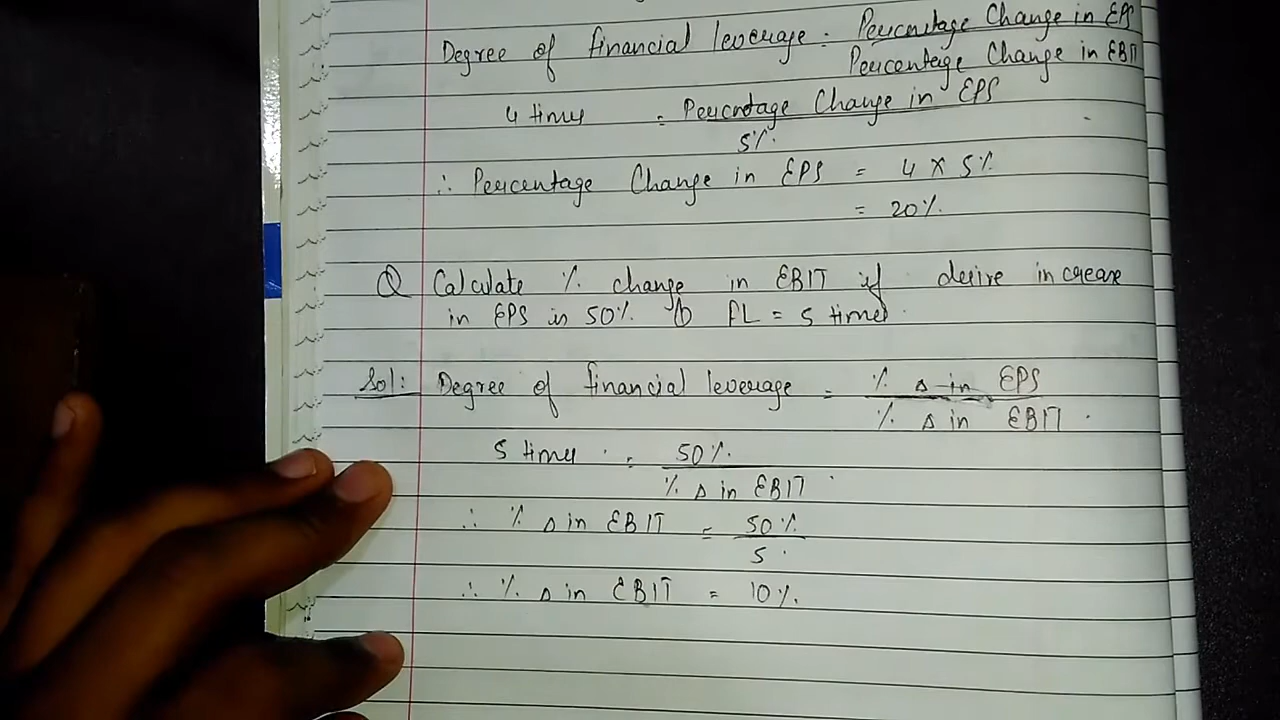 Degree of financial leverage = Percentage Change in EPS
Percentage Change in EBIT
4 times = Percentage Change in EPS
5%
∴ Percentage Change in EPS = 4 X 5%
= 20%
Q Calculate % change in EBIT if desire increase
in EPS is 50% FL = 5 times.
Sol: Degree of financial leverage = % Δ in EPS
% Δ in EBIT
5 times = 50%
% Δ in EBIT
∴ % Δ in EBIT = 50%
5
∴ % Δ in EBIT = 10%